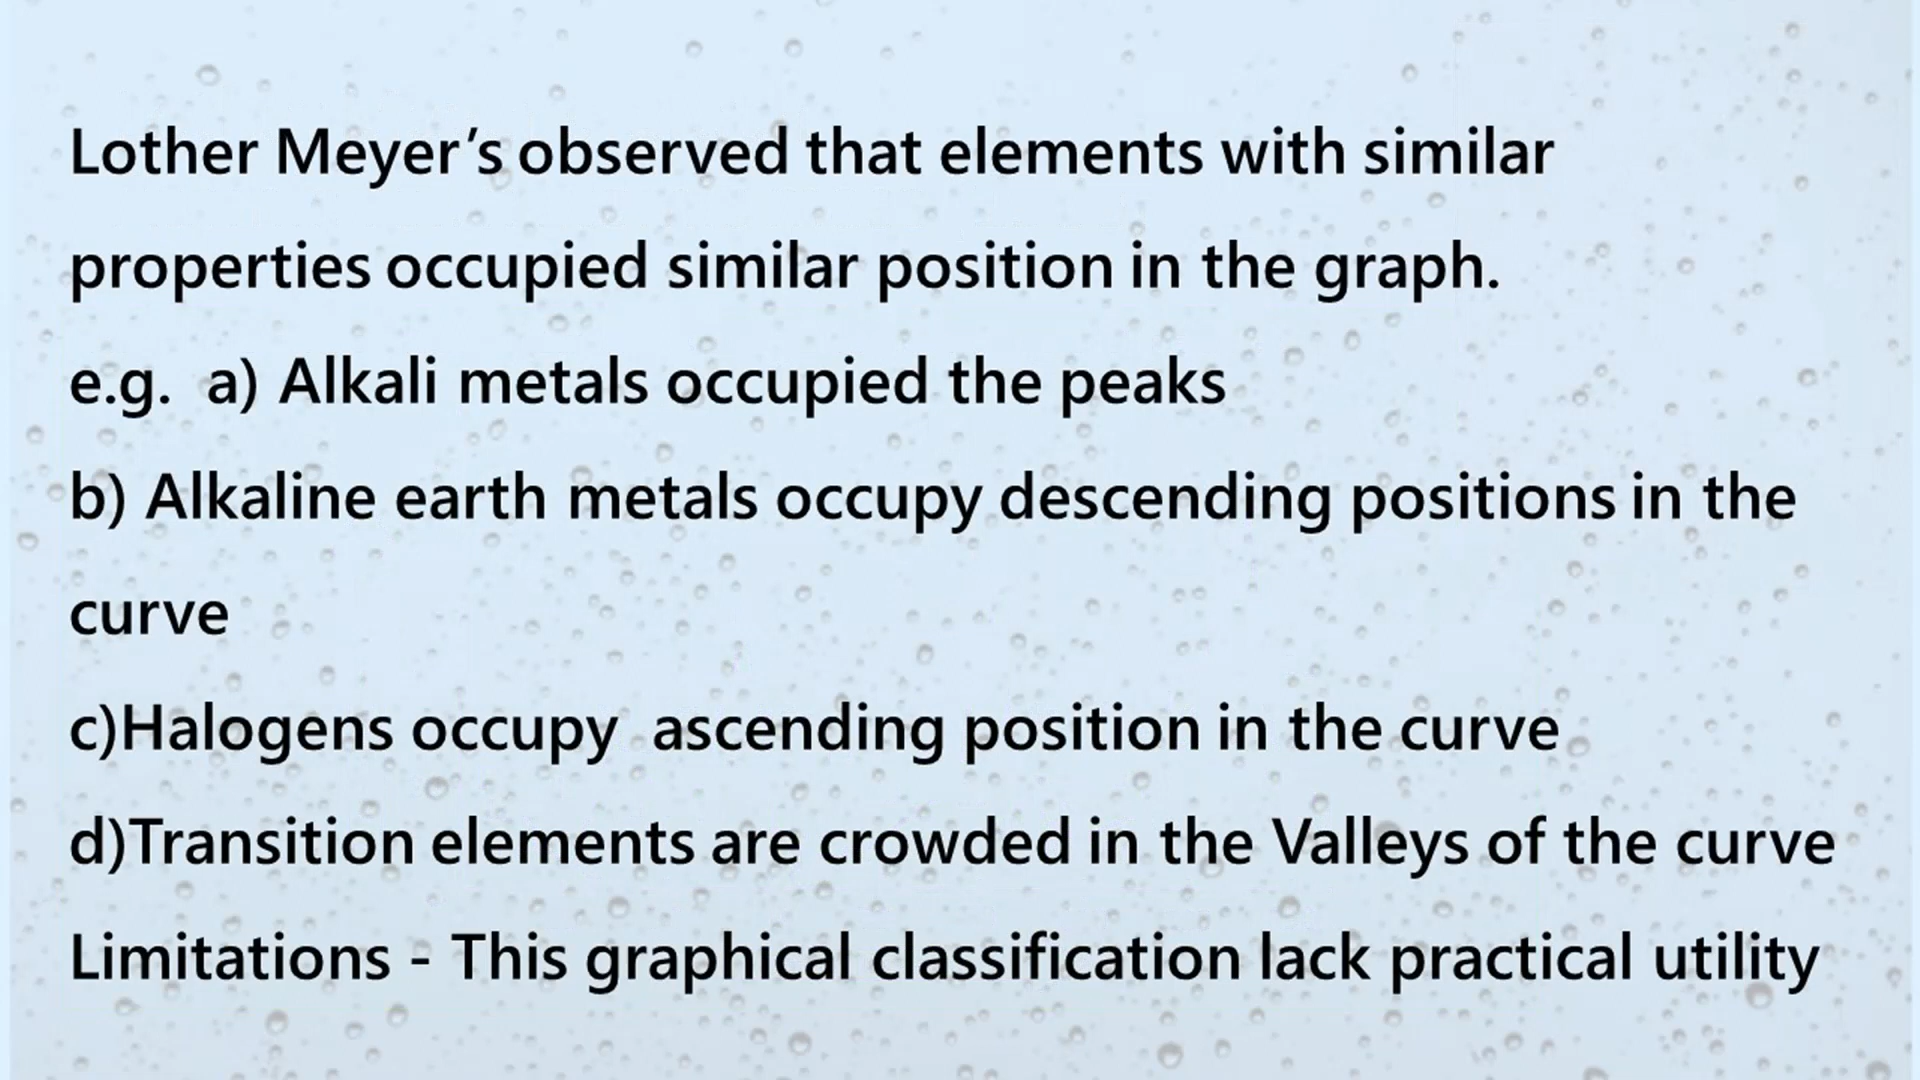 Lother Meyer’s observed that elements with similar
properties occupied similar position in the graph.
e.g. a) Alkali metals occupied the peaks
b) Alkaline earth metals occupy descending positions in the
curve
c)Halogens occupy ascending position in the curve
d)Transition elements are crowded in the Valleys of the curve
Limitations - This graphical classification lack practical utility